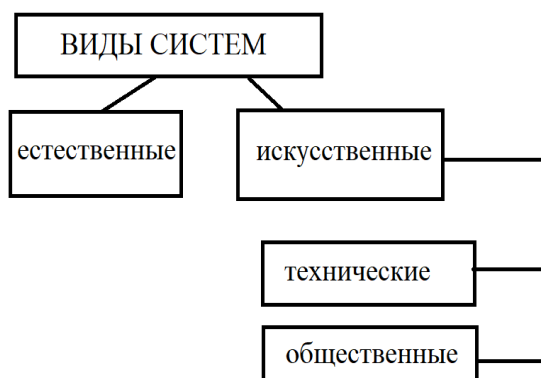 ВИДЫ СИСТЕМ
естественные
искусственные
технические
общественные